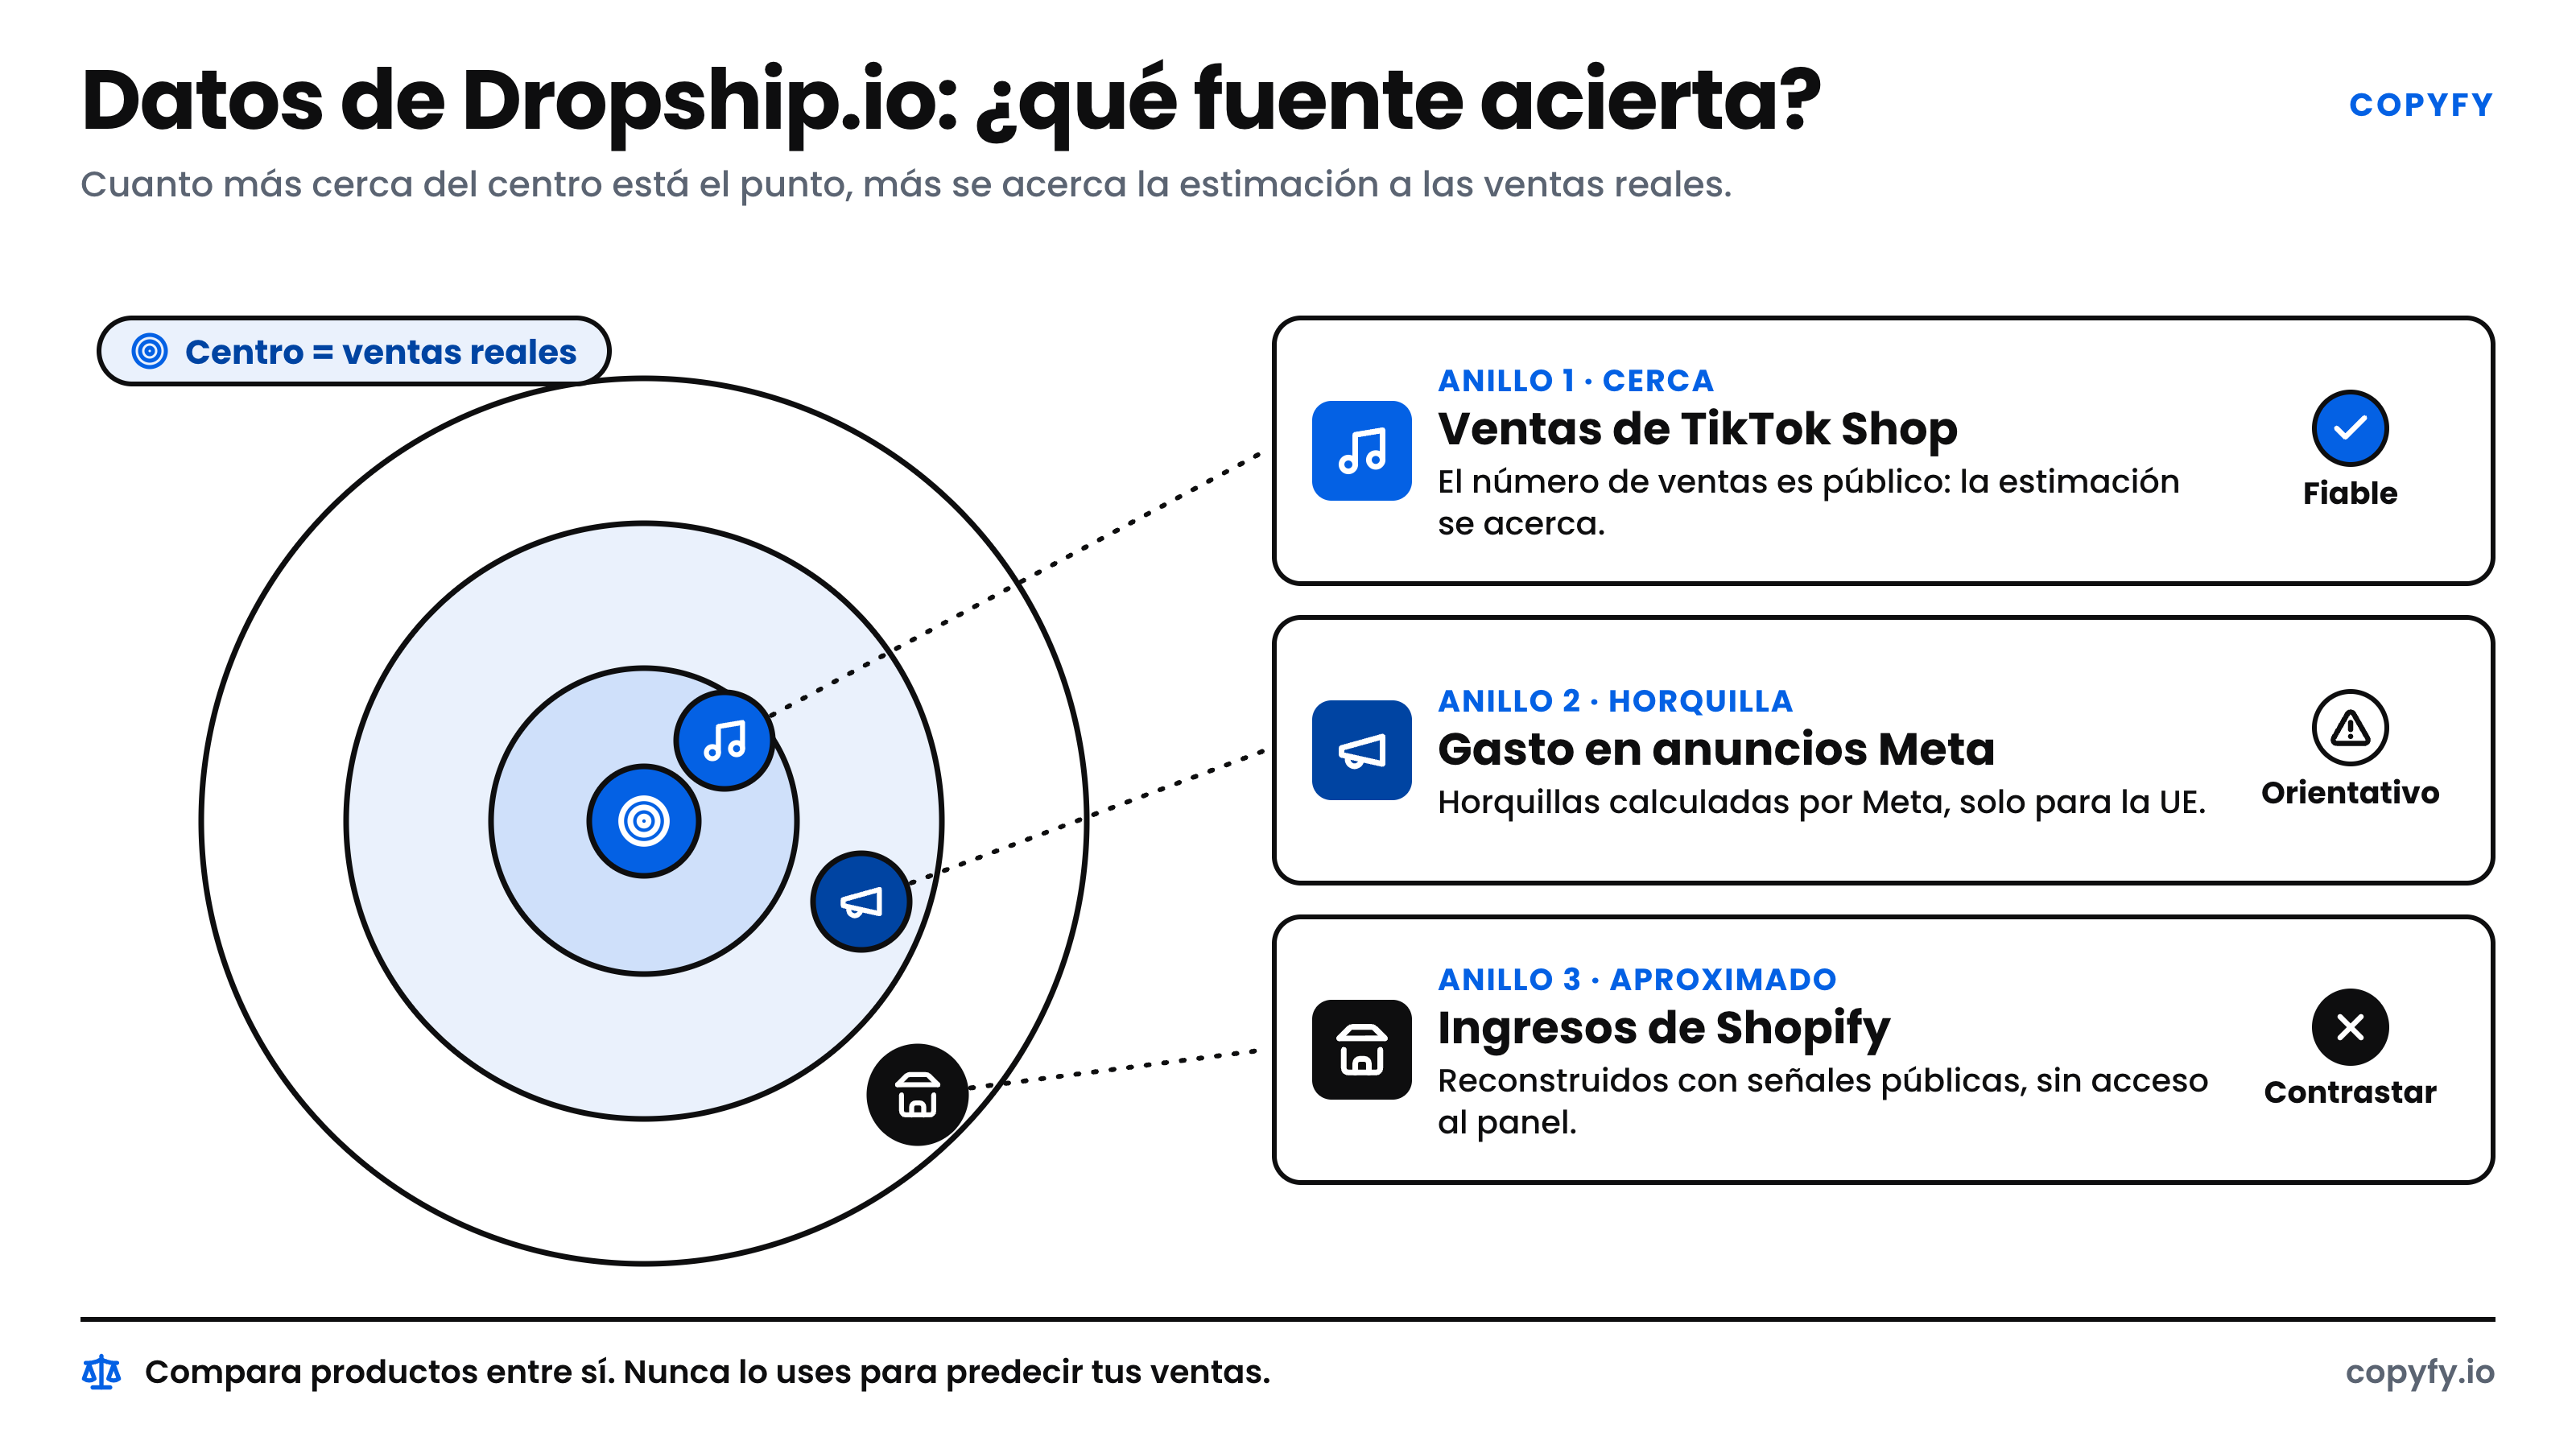 Datos de Dropship.io: ¿qué fuente acierta?
COPYFY
Cuanto más cerca del centro está el punto, más se acerca la estimación a las ventas reales.
Centro = ventas reales
ANILLO 1 · CERCA
Ventas de TikTok Shop
El número de ventas es público: la estimación
se acerca.
Fiable
ANILLO 2 · HORQUILLA
Gasto en anuncios Meta
Horquillas calculadas por Meta, solo para la UE.
Orientativo
ANILLO 3 · APROXIMADO
Ingresos de Shopify
Reconstruidos con señales públicas, sin acceso
al panel.
Contrastar
Compara productos entre sí. Nunca lo uses para predecir tus ventas.
copyfy.io